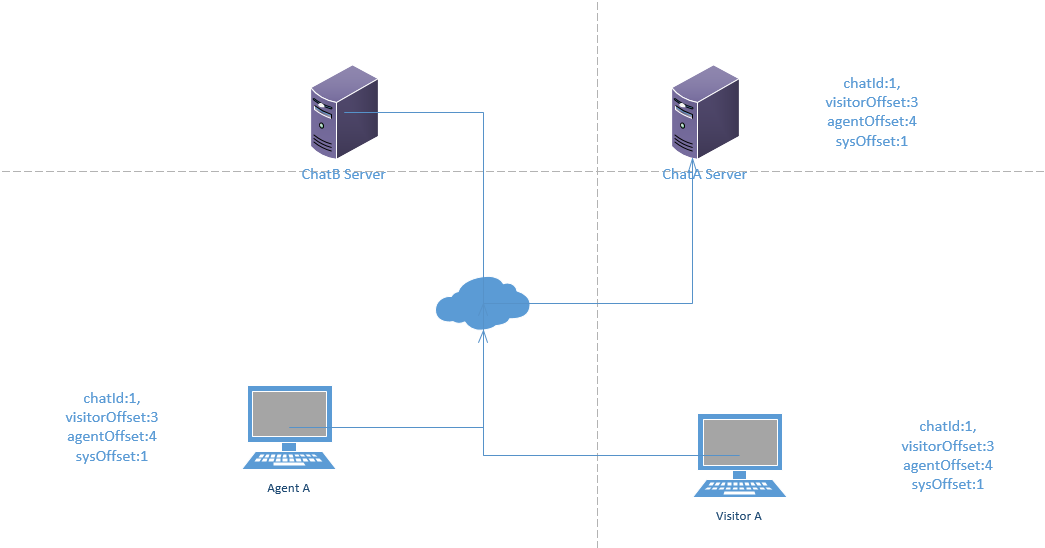 chatId:1,
visitorOffset:3
agentOffset:4
sysOffset:1
ChatB Server
ChatA Server
chatId:1,
visitorOffset:3
agentOffset:4
sysOffset:1
Agent A
chatId:1,
visitorOffset:3
agentOffset:4
sysOffset:1
Visitor A